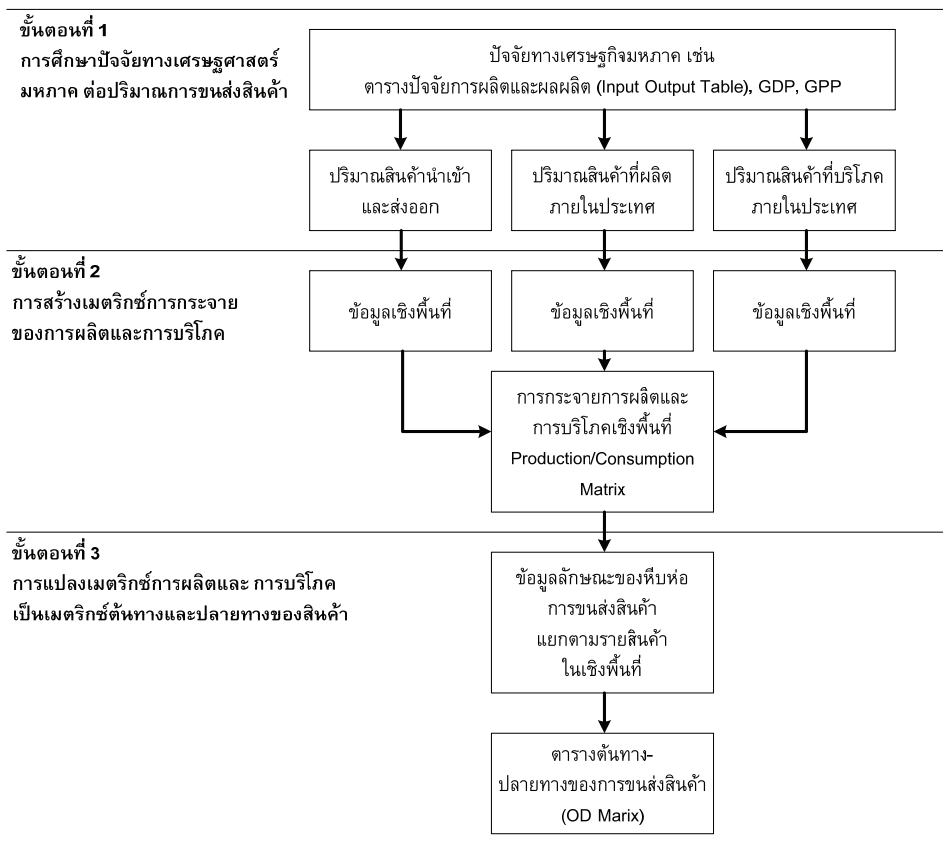 ขั้นตอนที่ 1
การศึกษาปัจจัยทางเศรษฐศาสตร์
มหภาค ต่อปริมาณการขนส่งสินค้า
ปัจจัยทางเศรษฐกิจมหภาค เช่น
ตารางปัจจัยการผลิตและผลผลิต (Input Output Table), GDP, GPP
ปริมาณสินค้านำเข้า
และส่งออก
ปริมาณสินค้าที่ผลิต
ภายในประเทศ
ปริมาณสินค้าที่บริโภค
ภายในประเทศ
ขั้นตอนที่ 2
การสร้างเมตริกซ์การกระจาย
ของการผลิตและการบริโภค
ข้อมูลเชิงพื้นที่
ข้อมูลเชิงพื้นที่
ข้อมูลเชิงพื้นที่
การกระจายการผลิตและ
การบริโภคเชิงพื้นที่
Production/Consumption
Matrix
ขั้นตอนที่ 3
การแปลงเมตริกซ์การผลิตและ การบริโภค
เป็นเมตริกซ์ต้นทางและปลายทางของสินค้า
ข้อมูลลักษณะของหีบห่อ
การขนส่งสินค้า
แยกตามรายสินค้า
ในเชิงพื้นที่
ตารางต้นทาง-
ปลายทางของการขนส่งสินค้า
(OD Marix)